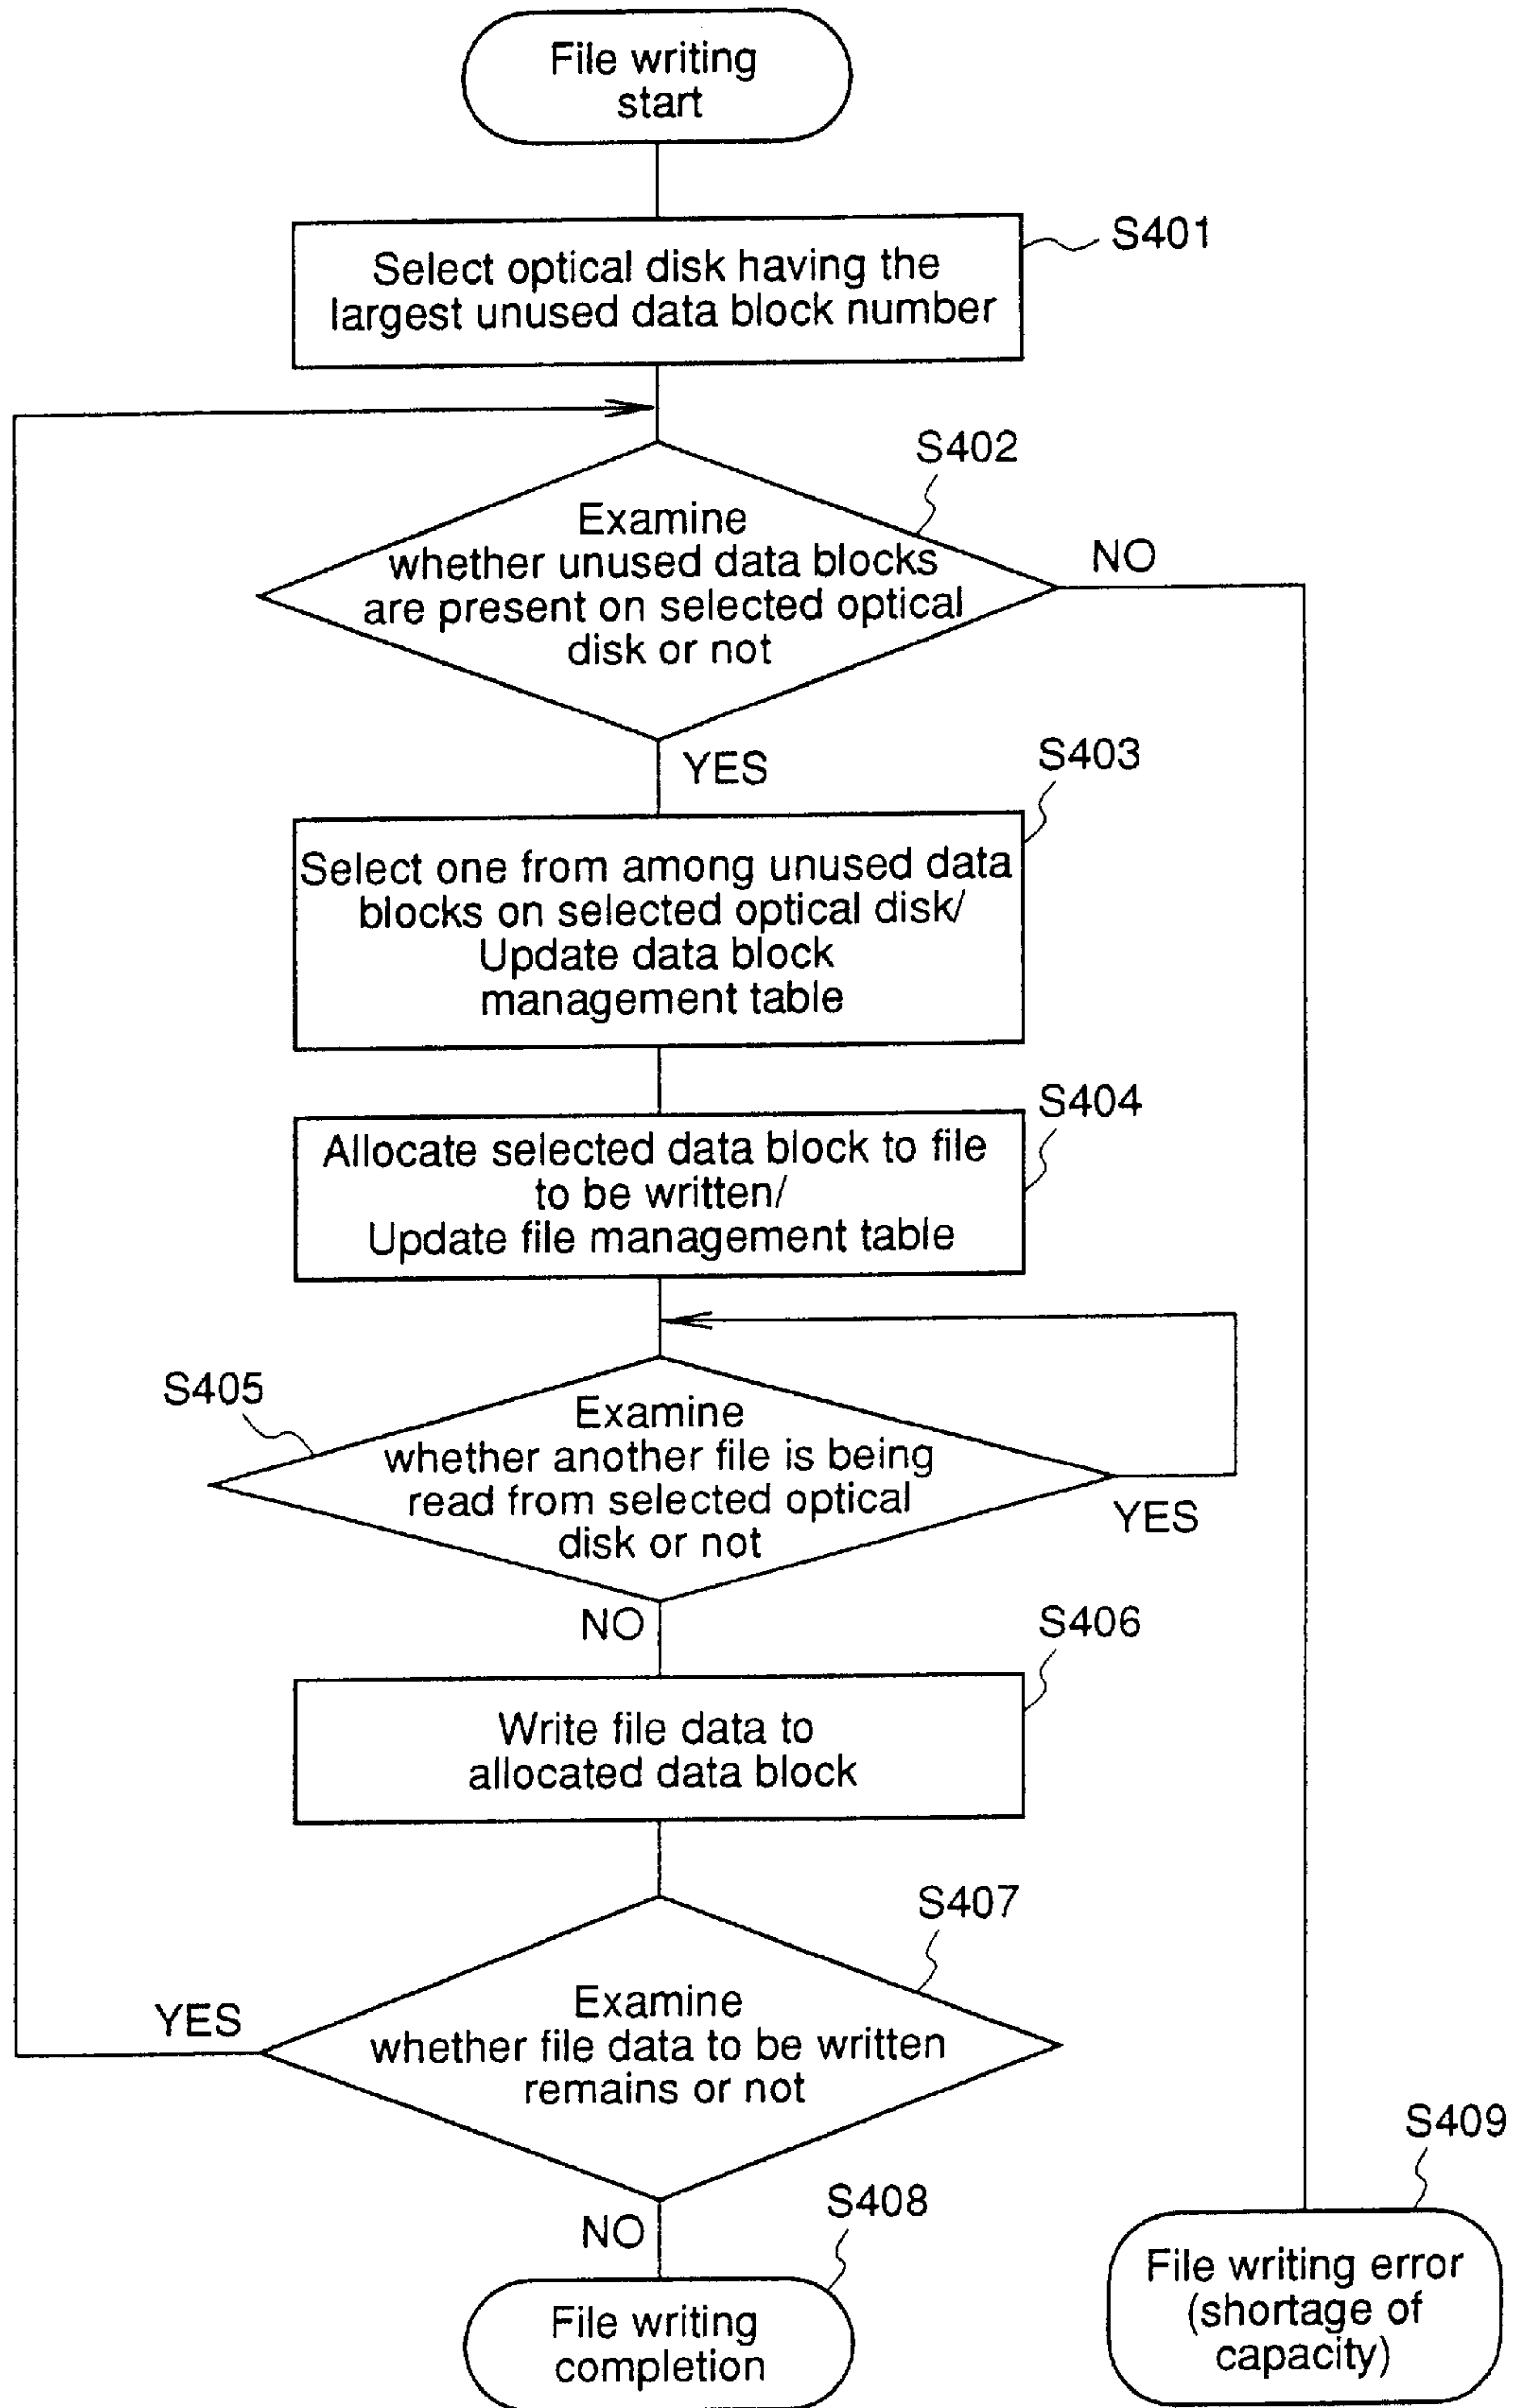 File writing
start
S401
Select optical disk having the
largest unused data block number
S402
Examine
whether unused data blocks
are present on selected optical
disk or not
NO
YES
S403
Select one from among unused data
blocks on selected optical disk/
Update data block
management table
S404
Allocate selected data block to file
to be written/
Update file management table
S405
Examine
whether another file is being
read from selected optical
disk or not
YES
NO
S406
Write file data to
allocated data block
S407
Examine
whether file data to be written
remains or not
YES
NO
S408
File writing
completion
S409
File writing error
(shortage of
capacity)